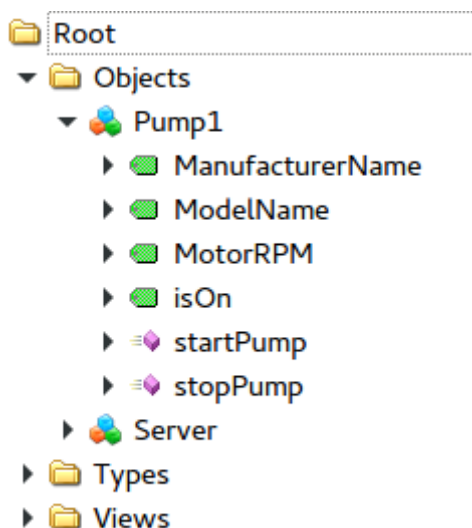 Root
Objects
Pump1
ManufacturerName
ModelName
MotorRPM
isOn
startPump
stopPump
Server
Types
Views